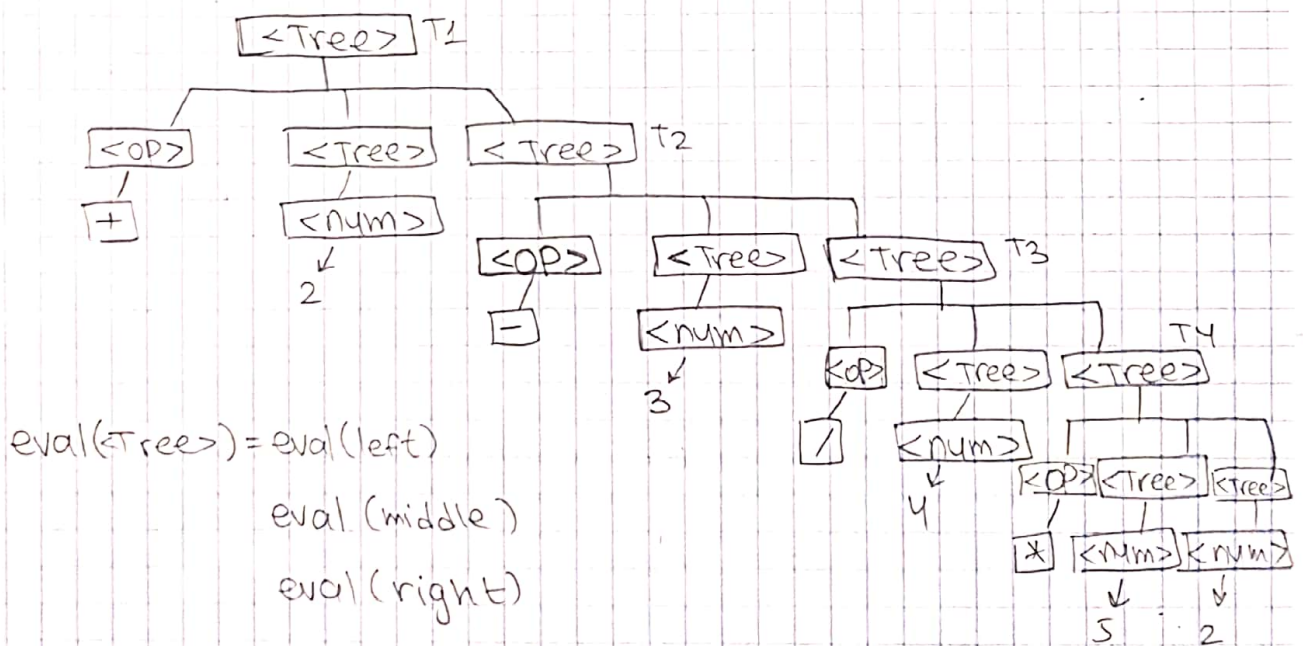 <Tree> T1
<OP> <Tree> <Tree> T2
+ <num>
2
<OP> <Tree> <Tree> T3
- <num>
3
<OP> <Tree> <Tree> T4
/ <num>
4
<OP> <Tree> <Tree>
* <num> <num>
5 2
eval(<Tree>) = eval(left)
eval (middle)
eval (right)